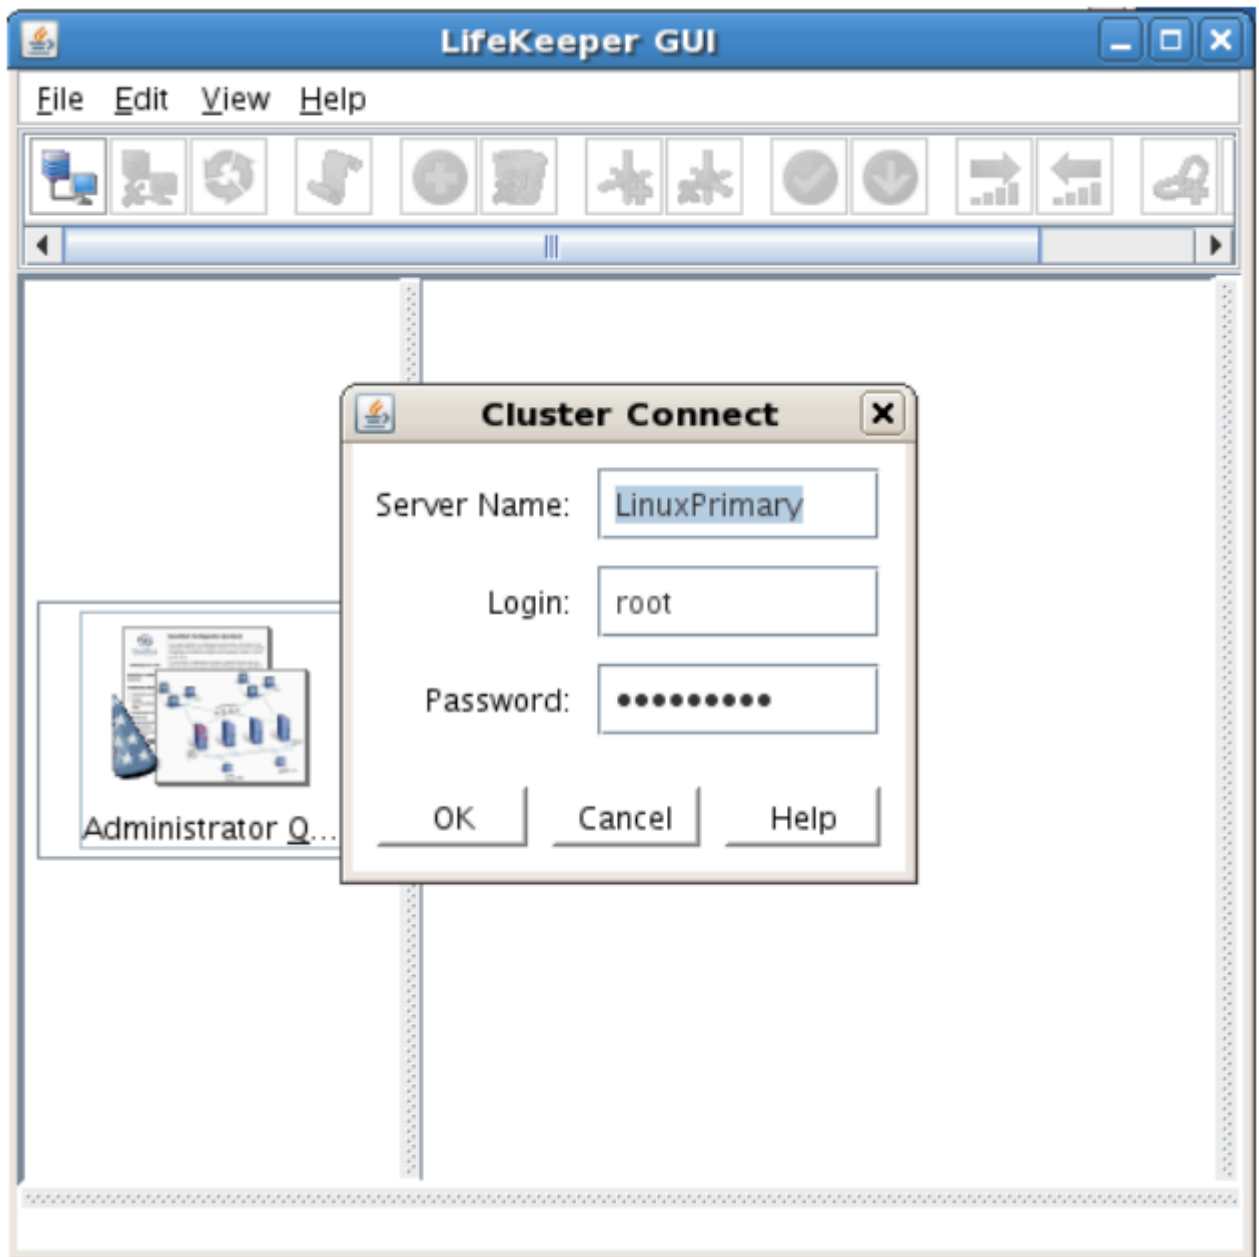 LifeKeeper GUI
File Edit View Help
Cluster Connect
Server Name: LinuxPrimary
Login: root
Password: •••••••••
OK Cancel Help
Administrator Q...